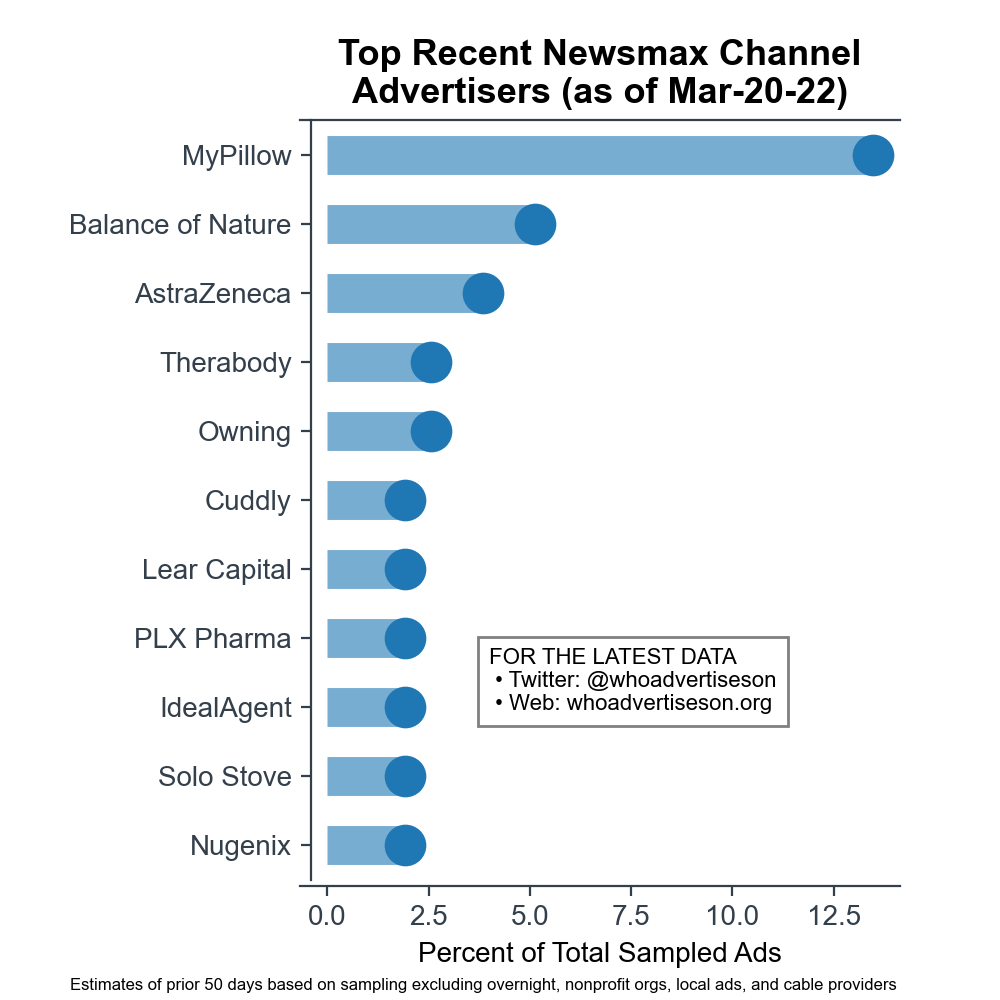 Top Recent Newsmax Channel
Advertisers (as of Mar-20-22)
MyPillow
Balance of Nature
AstraZeneca
Therabody
Owning
Cuddly
Lear Capital
PLX Pharma
IdealAgent
Solo Stove
Nugenix
FOR THE LATEST DATA
• Twitter: @whoadvertiseson
• Web: whoadvertiseson.org
0.0 2.5 5.0 7.5 10.0 12.5
Percent of Total Sampled Ads
Estimates of prior 50 days based on sampling excluding overnight, nonprofit orgs, local ads, and cable providers